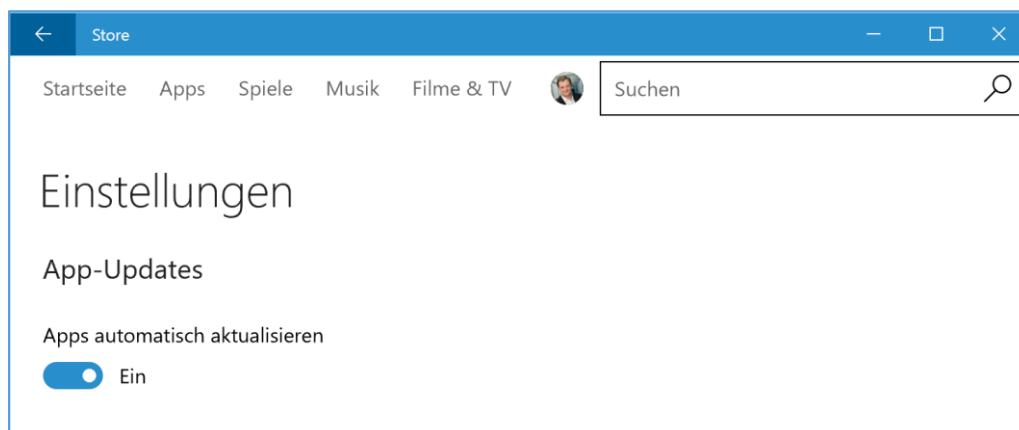 Store
Startseite Apps Spiele Musik Filme & TV Suchen
Einstellungen
App-Updates
Apps automatisch aktualisieren
Ein